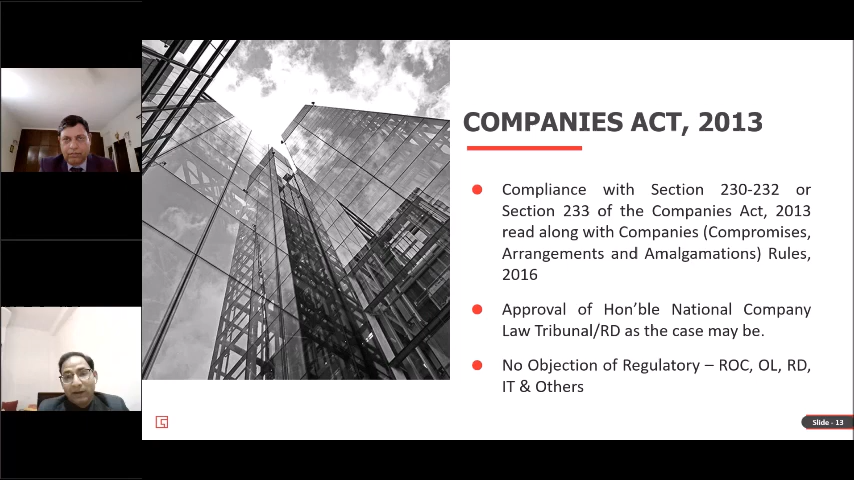 COMPANIES ACT, 2013
Compliance with Section 230-232 or
Section 233 of the Companies Act, 2013
read along with Companies (Compromises,
Arrangements and Amalgamations) Rules,
2016
Approval of Hon’ble National Company
Law Tribunal/RD as the case may be.
No Objection of Regulatory – ROC, OL, RD,
IT & Others
Slide - 13